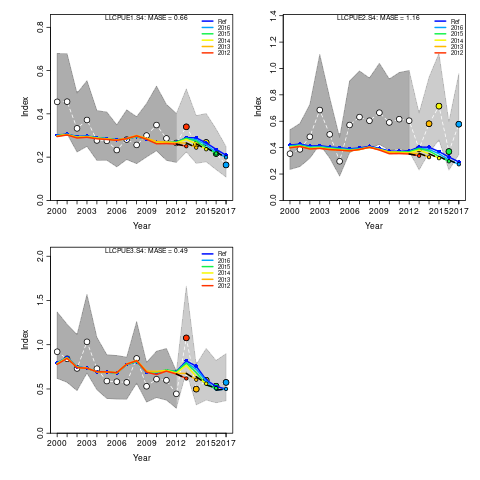 LLCPUE1.S4: MASE = 0.66
Ref
2016
2015
2014
2013
2012
Index
0.0 0.2 0.4 0.6 0.8
2000 2003 2006 2009 2012 2015 2017
Year
LLCPUE2.S4: MASE = 1.16
Ref
2016
2015
2014
2013
2012
Index
0.0 0.2 0.4 0.6 0.8 1.0 1.2 1.4
2000 2003 2006 2009 2012 2015 2017
Year
LLCPUE3.S4: MASE = 0.49
Ref
2016
2015
2014
2013
2012
Index
0.0 0.5 1.0 1.5 2.0
2000 2003 2006 2009 2012 2015 2017
Year